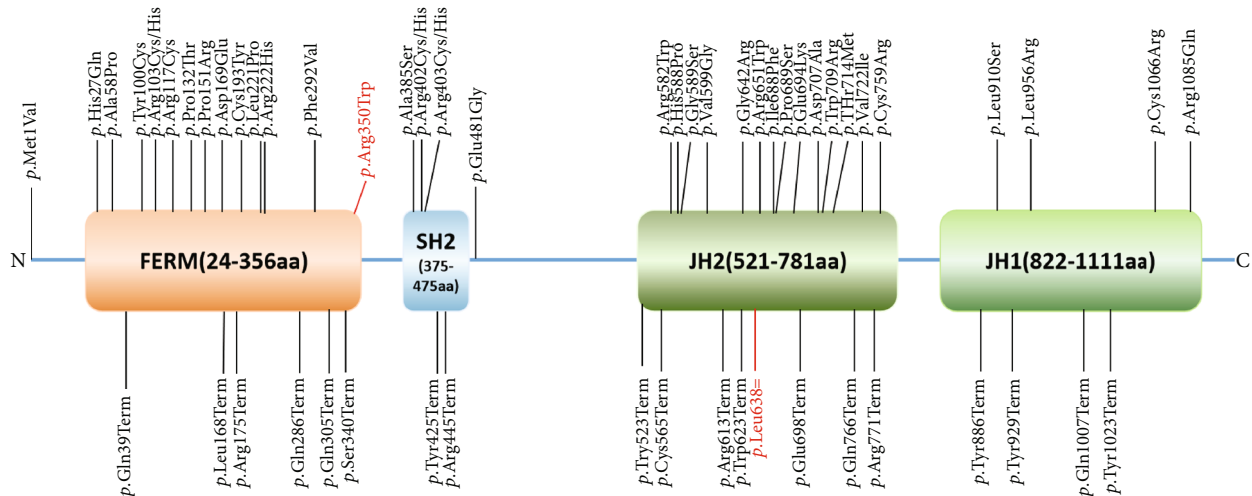 p.Met1Val
p.His27Gln
p.Ala58Pro
p.Tyr100Cys
p.Arg103Cys/His
p.Arg117Cys
p.Pro132Thr
p.Pro151Arg
p.Asp169Glu
p.Cys193Tyr
p.Leu221Pro
p.Arg222His
p.Phe292Val
p.Arg350Trp
p.Ala385Ser
p.Arg402Cys/His
p.Arg403Cys/His
p.Glu481Gly
p.Arg582Trp
p.His588Pro
p.Gly589Ser
p.Val599Gly
p.Gly642Arg
p.Arg651Trp
p.Ile688Phe
p.Pro689Ser
p.Glu694Lys
p.Asp707Ala
p.Trp709Arg
p.THr714Met
p.Val722Ile
p.Cys759Arg
p.Leu910Ser
p.Leu956Arg
p.Cys1066Arg
p.Arg1085Gln
N
FERM(24-356aa)
SH2
(375-
475aa)
JH2(521-781aa)
JH1(822-1111aa)
C
p.Gln39Term
p.Leu168Term
p.Arg175Term
p.Gln286Term
p.Gln305Term
p.Ser340Term
p.Tyr425Term
p.Arg445Term
p.Try523Term
p.Cys565Term
p.Arg613Term
p.Trp623Term
p.Leu638=
p.Glu698Term
p.Gln766Term
p.Arg771Term
p.Tyr886Term
p.Tyr929Term
p.Gln1007Term
p.Tyr1023Term